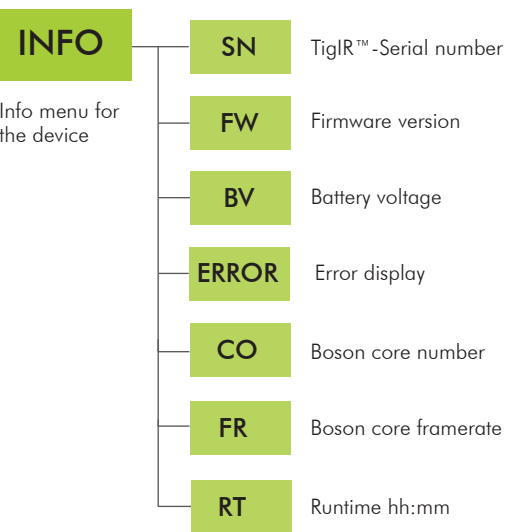 INFO
Info menu for
the device
SN
TigIR™-Serial number
FW
Firmware version
BV
Battery voltage
ERROR
Error display
CO
Boson core number
FR
Boson core framerate
RT
Runtime hh:mm